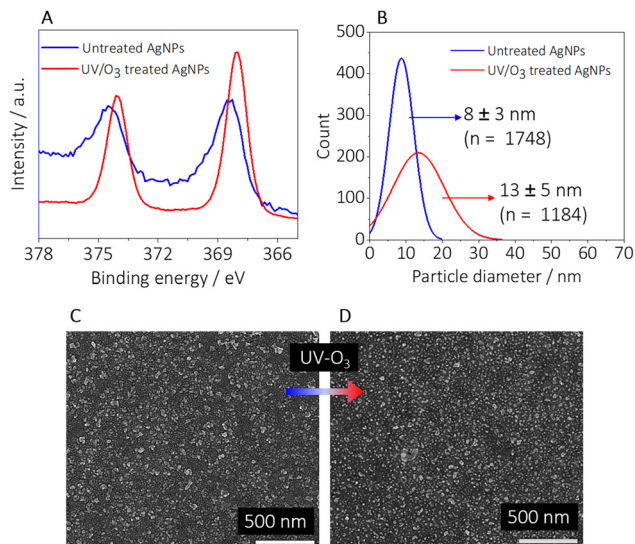 A
Untreated AgNPs
UV/O₃ treated AgNPs
Intensity / a.u.
378 375 372 369 366
Binding energy / eV
B
Untreated AgNPs
UV/O₃ treated AgNPs
500
400
300
200
100
0
Count
8 ± 3 nm
(n = 1748)
13 ± 5 nm
(n = 1184)
0 10 20 30 40 50 60 70
Particle diameter / nm
C
D
UV-O₃
500 nm
500 nm